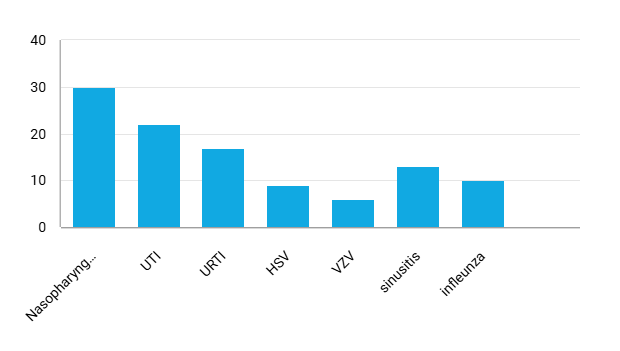 40
30
20
10
0
Nasopharyng...
UTI
URTI
HSV
VZV
sinusitis
infleunza